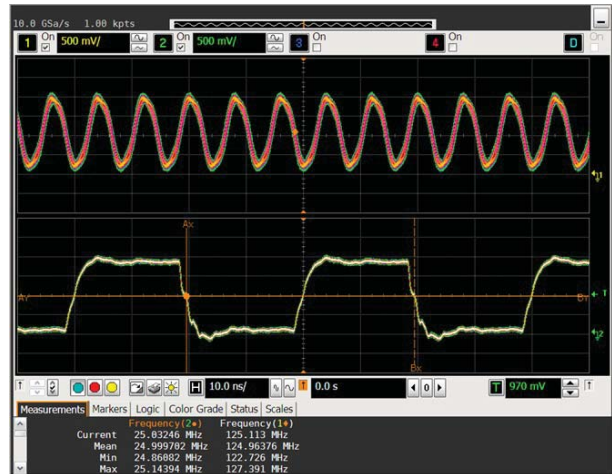 10.0 GSa/s 1.00 kpts
1 On 500 mV/ 2 On 500 mV/ 3 On 4 On D On
Ax
Bx
H 10.0 ns/ 0.0 s 0 T 970 mV
Measurements Markers Logic Color Grade Status Scales
Frequency(2) Frequency(1)
Current 25.03246 MHz 125.113 MHz
Mean 24.999702 MHz 124.96376 MHz
Min 24.86082 MHz 122.726 MHz
Max 25.14394 MHz 127.391 MHz